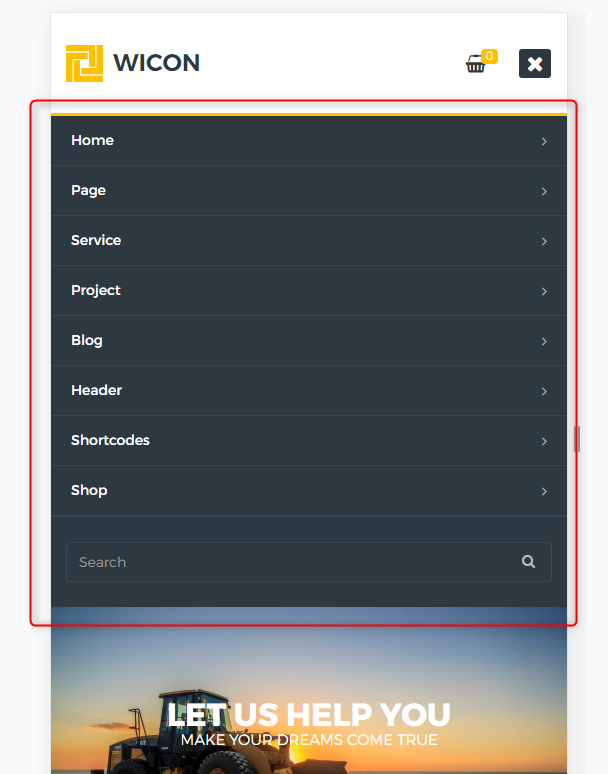 WICON
0
Home
Page
Service
Project
Blog
Header
Shortcodes
Shop
Search
LET US HELP YOU
MAKE YOUR DREAMS COME TRUE